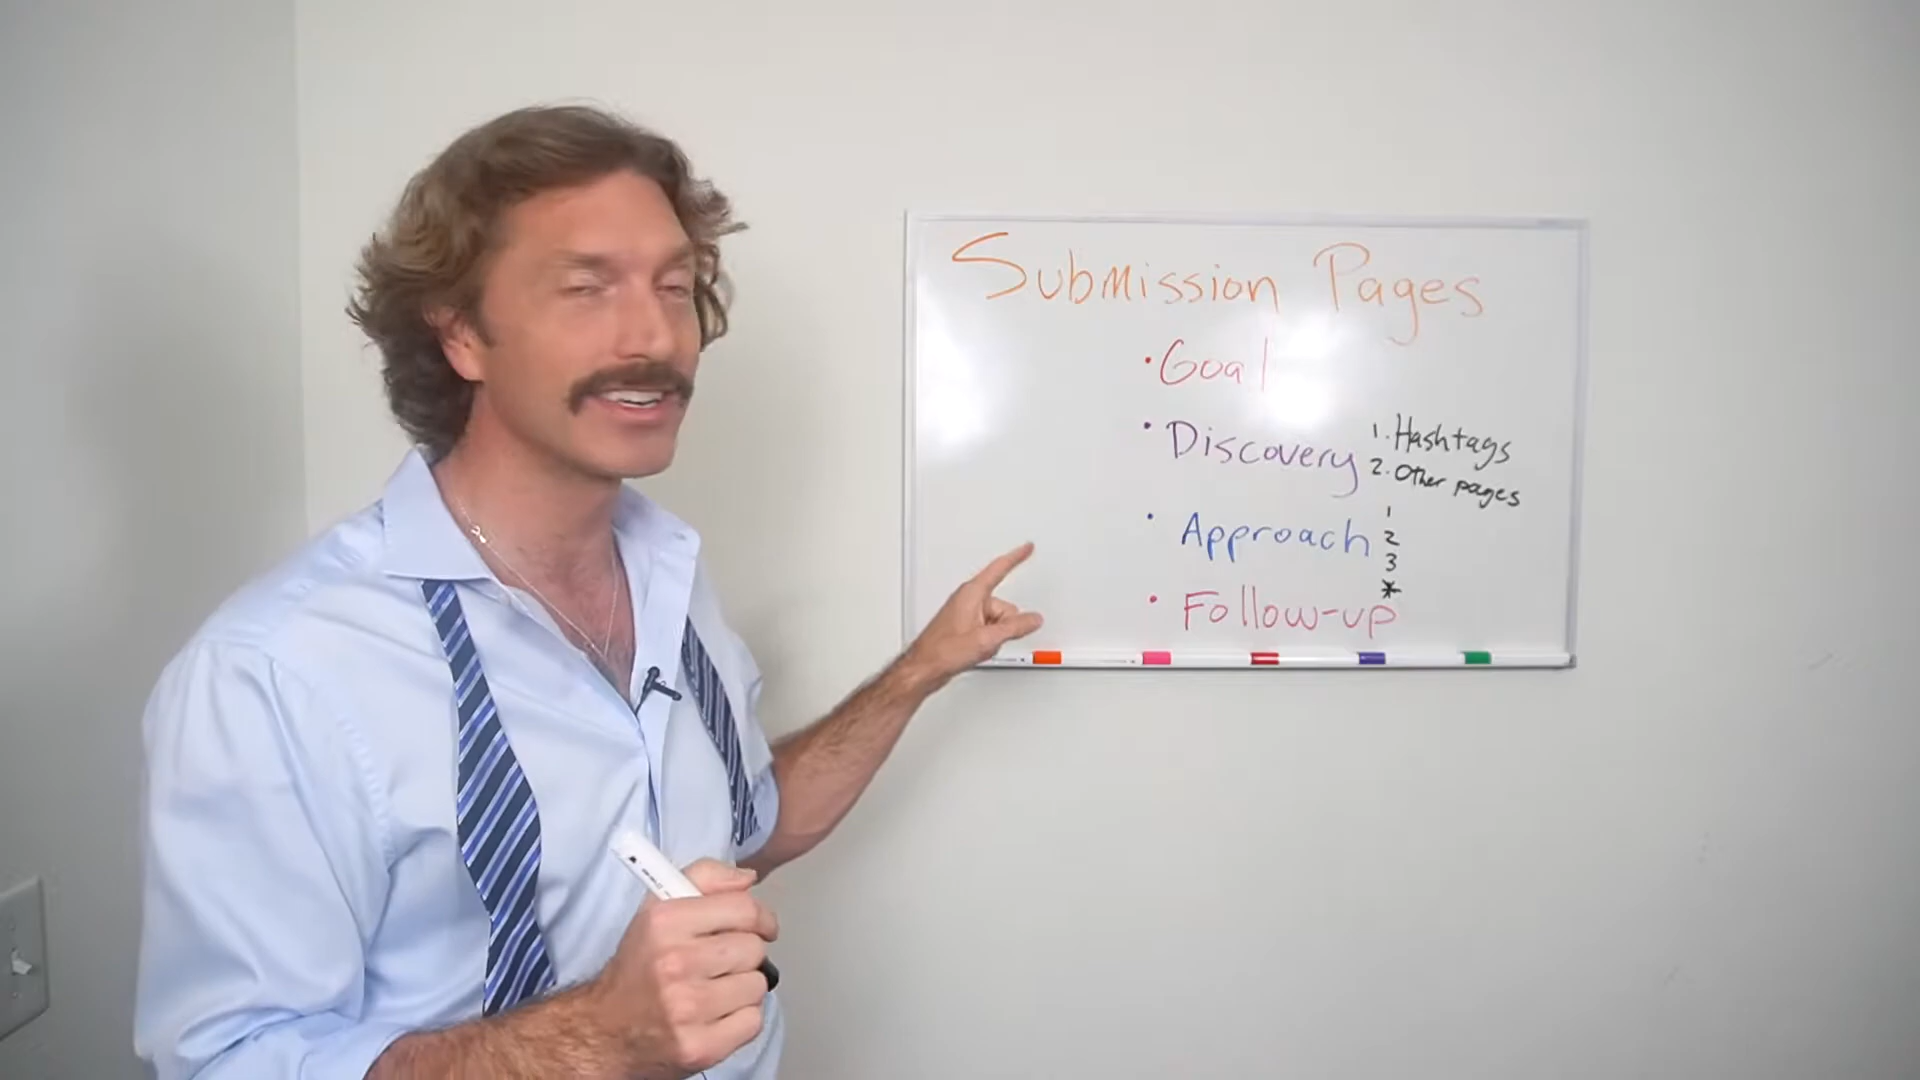 Submission Pages
• Goal
• Discovery 1. Hashtags
2. Other pages
• Approach 1
2
3
*
• Follow-up